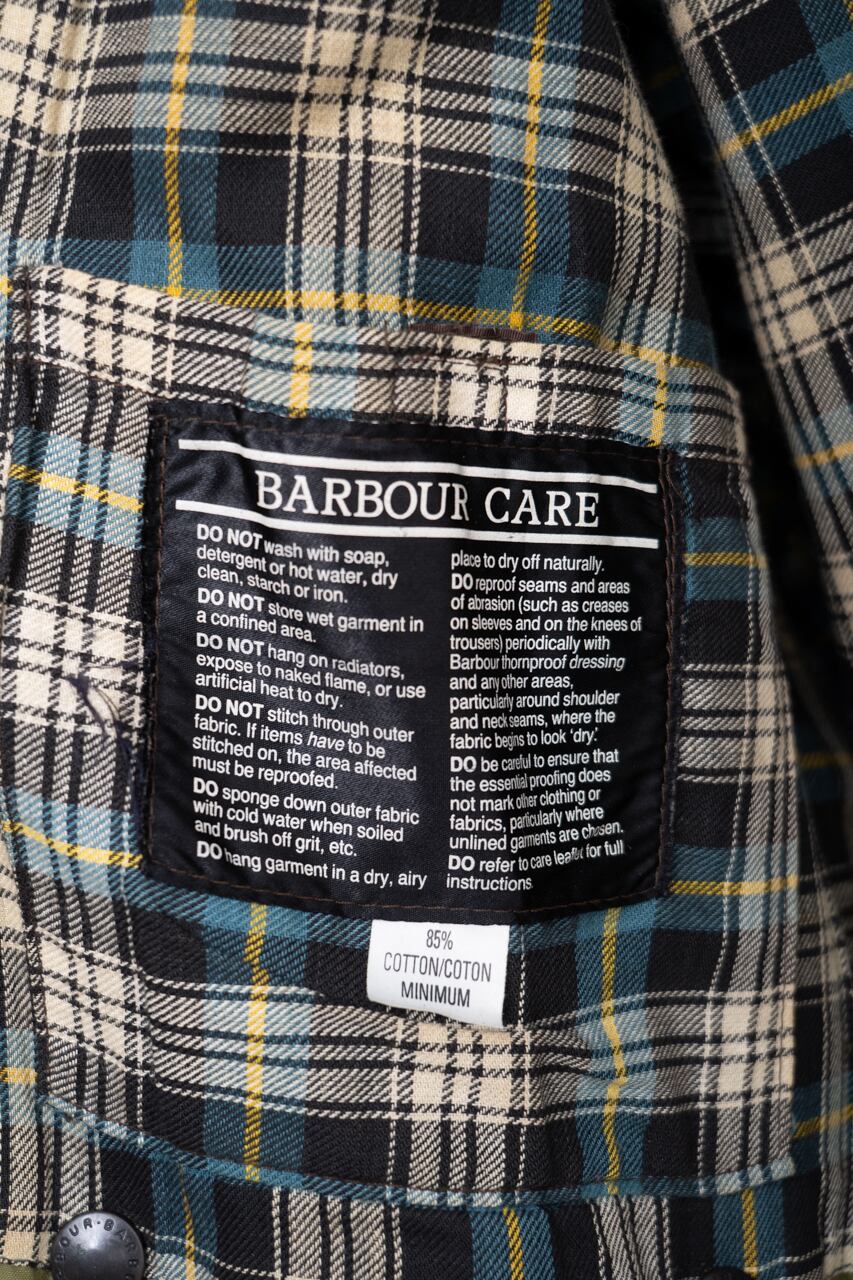 BARBOUR CARE
DO NOT wash with soap,
detergent or hot water, dry
clean, starch or iron.
DO NOT store wet garment in
a confined area.
DO NOT hang on radiators,
expose to naked flame, or use
artificial heat to dry.
DO NOT stitch through outer
fabric. If items have to be
stitched on, the area affected
must be reproofed.
DO sponge down outer fabric
with cold water when soiled
and brush off grit, etc.
DO hang garment in a dry, airy
place to dry off naturally.
DO reproof seams and areas
of abrasion (such as creases
on sleeves and on the knees of
trousers) periodically with
Barbour thornproof dressing
and any other areas,
particularly around shoulder
and neck seams, where the
fabric begins to look 'dry.'
DO be careful to ensure that
the essential proofing does
not mark other clothing or
fabrics, particularly where
unlined garments are chosen.
DO refer to care leaflet for full
instructions.
85%
COTTON/COTON
MINIMUM
BARBOUR